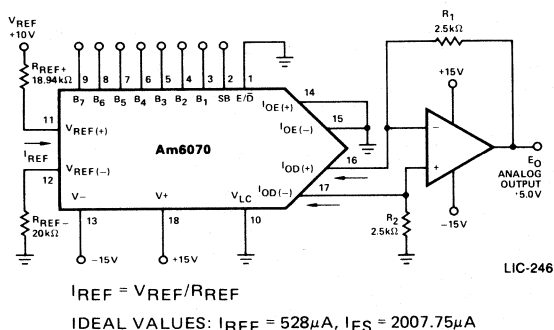 VREF
+10V
RREF+
18.94kΩ
9 8 7 6 5 4 3 2 1
B7 B6 B5 B4 B3 B2 B1 SB E/D̅
R1
2.5kΩ
+15V
11
VREF(+)
IREF
12
VREF(−)
Am6070
IOE(+)
14
IOE(−)
15
IOD(+)
16
IOD(−)
17
−
+
EO
ANALOG
OUTPUT
·5.0V
RREF−
20kΩ
V− V+ VLC
13 18 10
−15V +15V
R2
2.5kΩ
−15V
LIC-246
IREF = VREF/RREF
IDEAL VALUES: IREF = 528µA, IFS = 2007.75µA